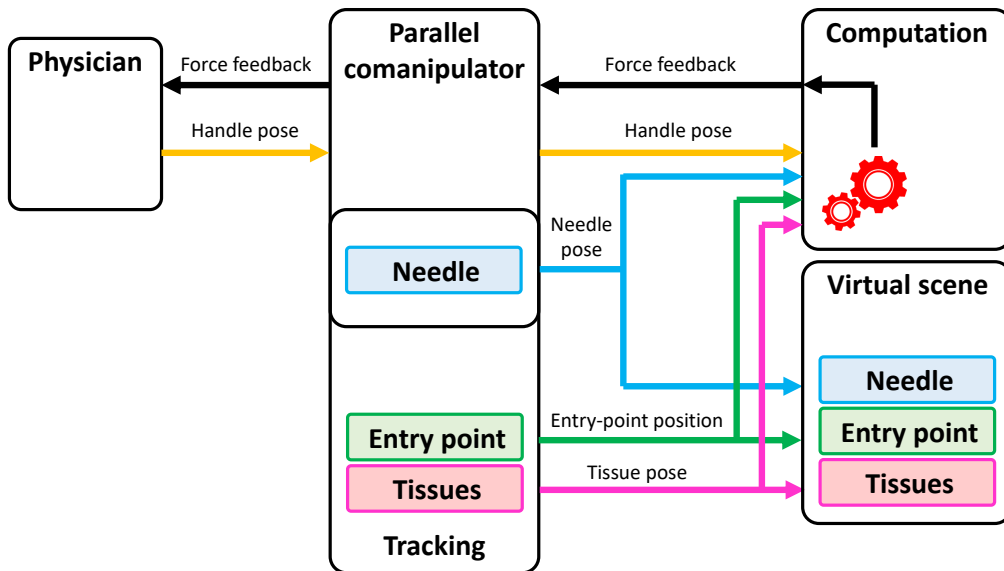 Physician
Force feedback
Handle pose
Parallel
comanipulator
Force feedback
Handle pose
Computation
Needle
Needle
pose
Virtual scene
Needle
Entry point
Entry-point position
Entry point
Tissues
Tissue pose
Tissues
Tracking